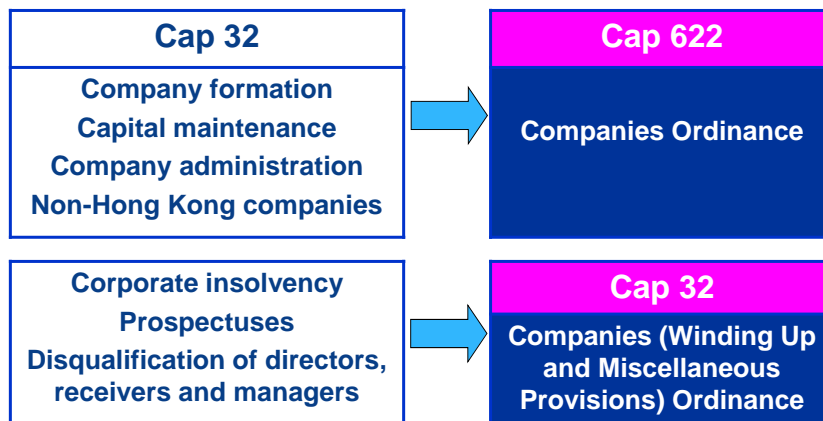 Cap 32
Company formation
Capital maintenance
Company administration
Non-Hong Kong companies
Cap 622
Companies Ordinance
Corporate insolvency
Prospectuses
Disqualification of directors,
receivers and managers
Cap 32
Companies (Winding Up
and Miscellaneous
Provisions) Ordinance